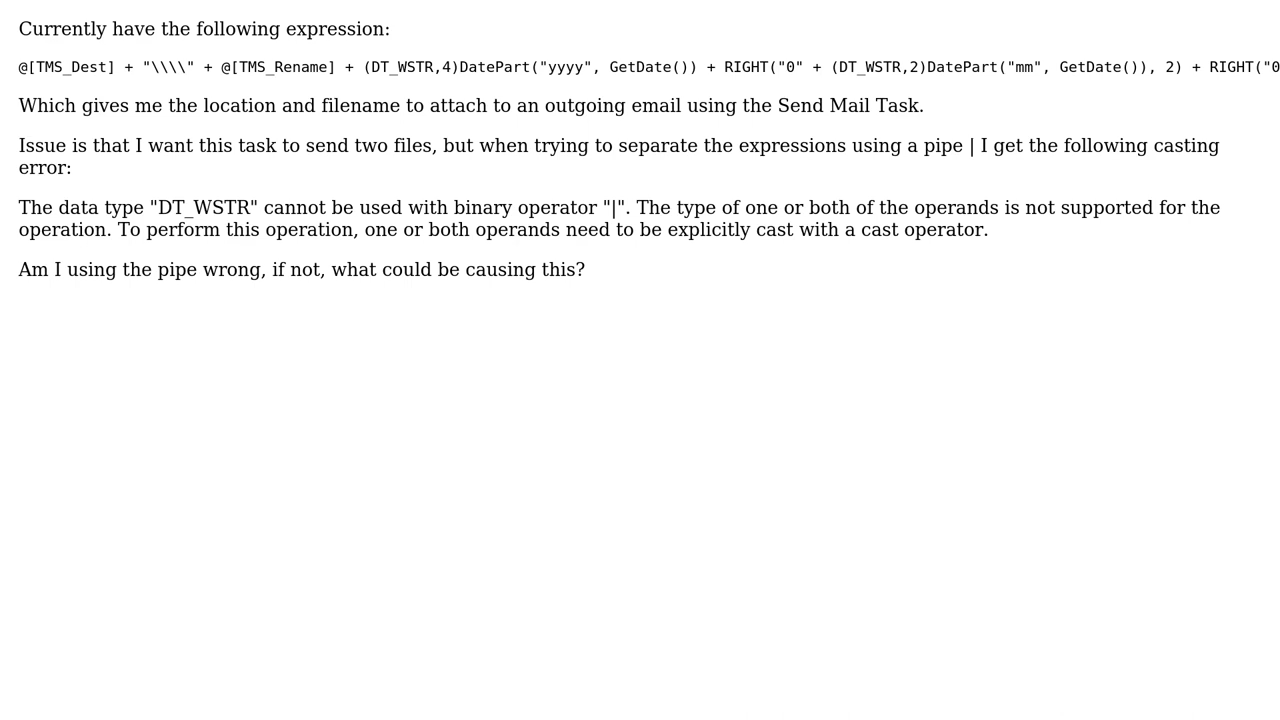 Currently have the following expression:
@[TMS_Dest] + "\\\\" + @[TMS_Rename] + (DT_WSTR,4)DatePart("yyyy", GetDate()) + RIGHT("0" + (DT_WSTR,2)DatePart("mm", GetDate()), 2) + RIGHT("0
Which gives me the location and filename to attach to an outgoing email using the Send Mail Task.
Issue is that I want this task to send two files, but when trying to separate the expressions using a pipe | I get the following casting
error:
The data type "DT_WSTR" cannot be used with binary operator "|". The type of one or both of the operands is not supported for the
operation. To perform this operation, one or both operands need to be explicitly cast with a cast operator.
Am I using the pipe wrong, if not, what could be causing this?